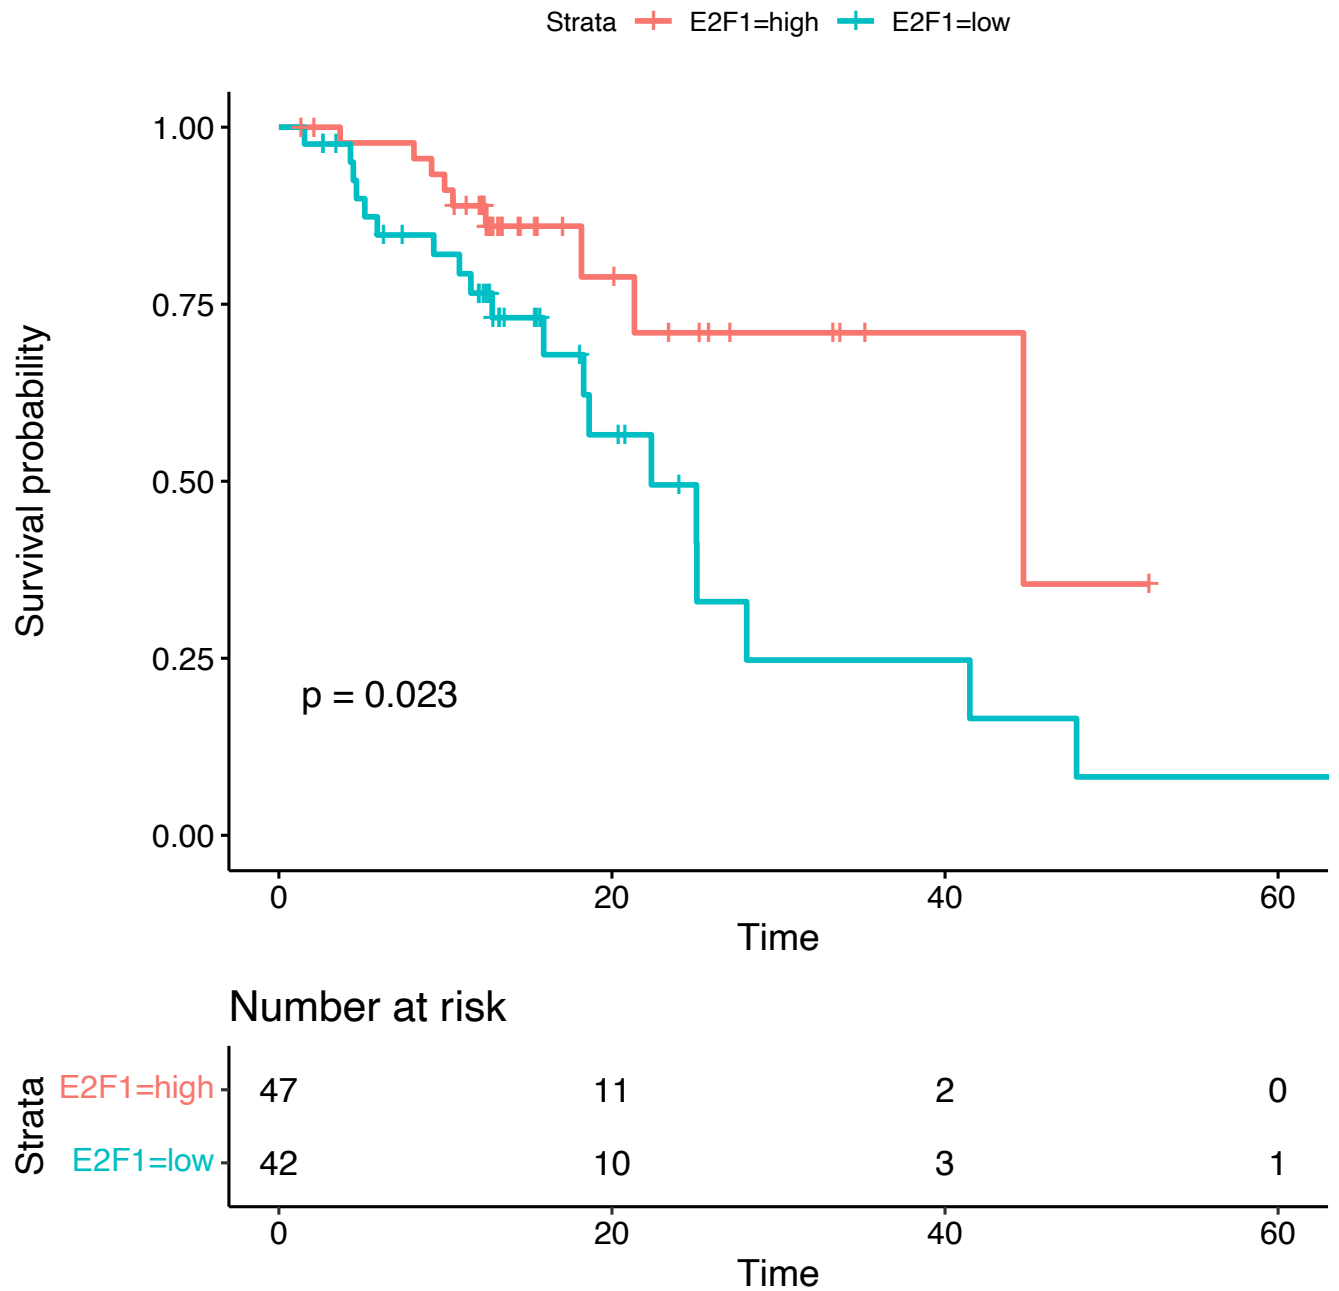 Strata E2F1=high E2F1=low
Survival probability
1.00
0.75
0.50
0.25
0.00
p = 0.023
0 20 40 60
Time
Number at risk
Strata
E2F1=high 47 11 2 0
E2F1=low 42 10 3 1
0 20 40 60
Time